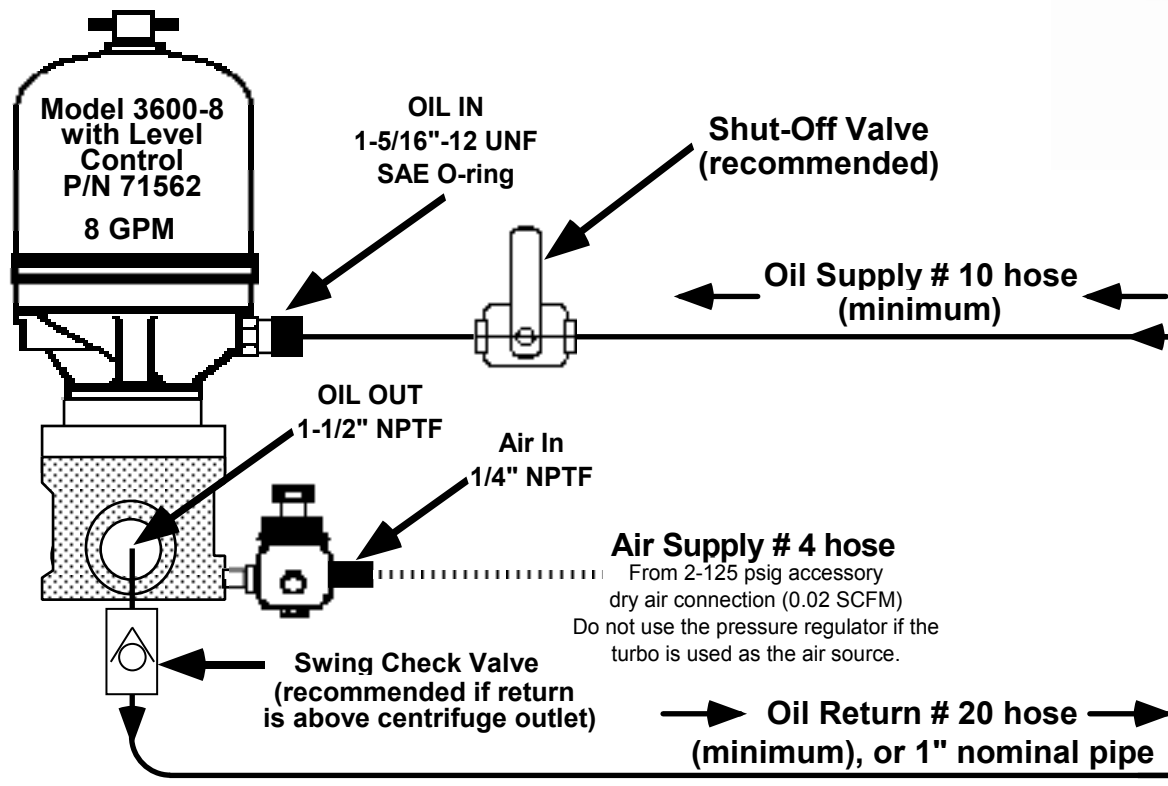 Model 3600-8
with Level
Control
P/N 71562
8 GPM
OIL IN
1-5/16"-12 UNF
SAE O-ring
Shut-Off Valve
(recommended)
Oil Supply # 10 hose
(minimum)
OIL OUT
1-1/2" NPTF
Air In
1/4" NPTF
Air Supply # 4 hose
From 2-125 psig accessory
dry air connection (0.02 SCFM)
Do not use the pressure regulator if the
turbo is used as the air source.
Swing Check Valve
(recommended if return
is above centrifuge outlet)
Oil Return # 20 hose
(minimum), or 1" nominal pipe